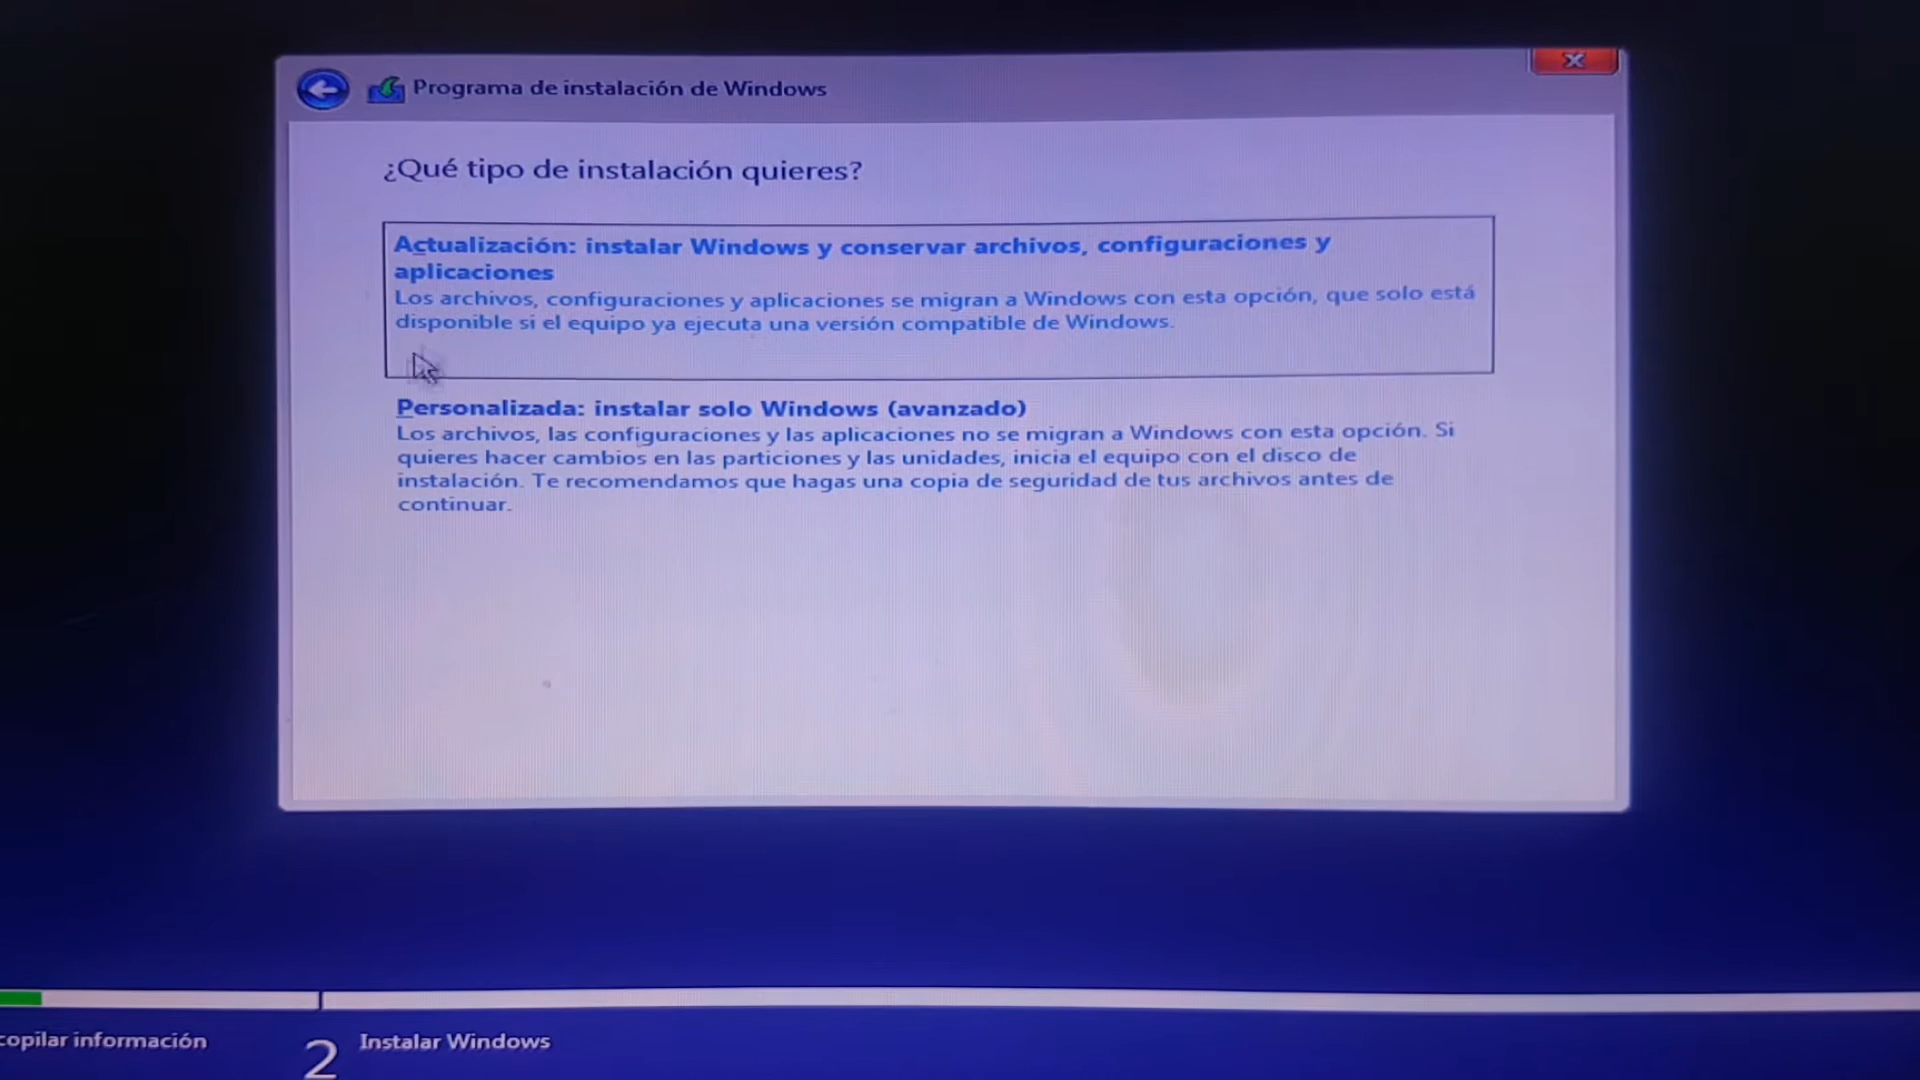 Programa de instalación de Windows
¿Qué tipo de instalación quieres?
Actualización: instalar Windows y conservar archivos, configuraciones y
aplicaciones
Los archivos, configuraciones y aplicaciones se migran a Windows con esta opción, que solo está
disponible si el equipo ya ejecuta una versión compatible de Windows.
Personalizada: instalar solo Windows (avanzado)
Los archivos, las configuraciones y las aplicaciones no se migran a Windows con esta opción. Si
quieres hacer cambios en las particiones y las unidades, inicia el equipo con el disco de
instalación. Te recomendamos que hagas una copia de seguridad de tus archivos antes de
continuar.
copilar información
2 Instalar Windows